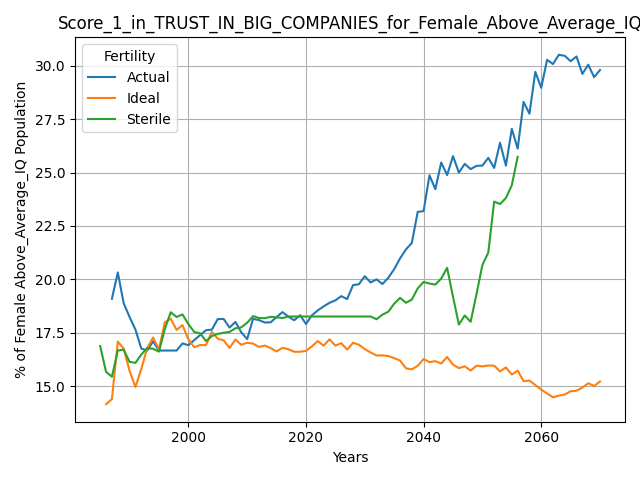 Score_1_in_TRUST_IN_BIG_COMPANIES_for_Female_Above_Average_IQ
Fertility
Actual
Ideal
Sterile
% of Female Above_Average_IQ Population
30.0
27.5
25.0
22.5
20.0
17.5
15.0
2000
2020
2040
2060
Years